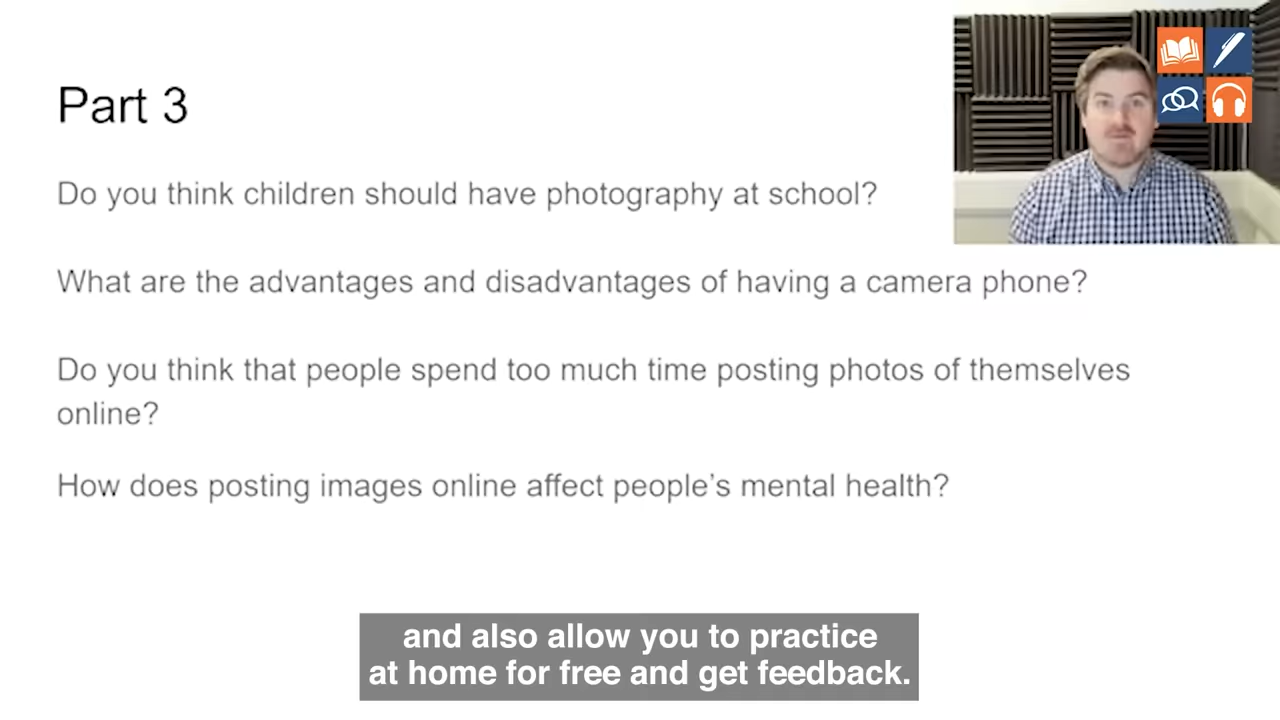 Part 3
Do you think children should have photography at school?
What are the advantages and disadvantages of having a camera phone?
Do you think that people spend too much time posting photos of themselves
online?
How does posting images online affect people’s mental health?
and also allow you to practice
at home for free and get feedback.